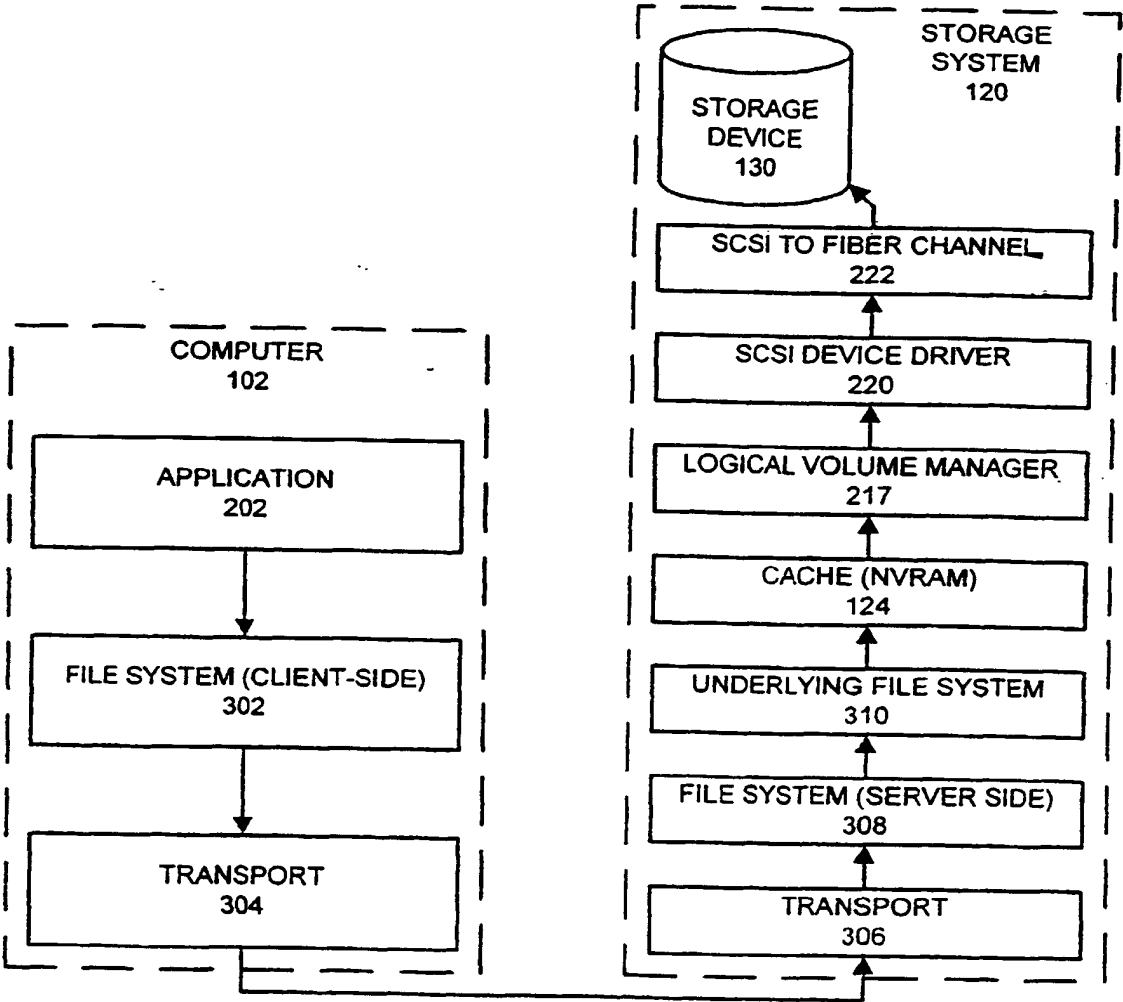 COMPUTER
102
APPLICATION
202
FILE SYSTEM (CLIENT-SIDE)
302
TRANSPORT
304
STORAGE
SYSTEM
120
STORAGE
DEVICE
130
SCSI TO FIBER CHANNEL
222
SCSI DEVICE DRIVER
220
LOGICAL VOLUME MANAGER
217
CACHE (NVRAM)
124
UNDERLYING FILE SYSTEM
310
FILE SYSTEM (SERVER SIDE)
308
TRANSPORT
306